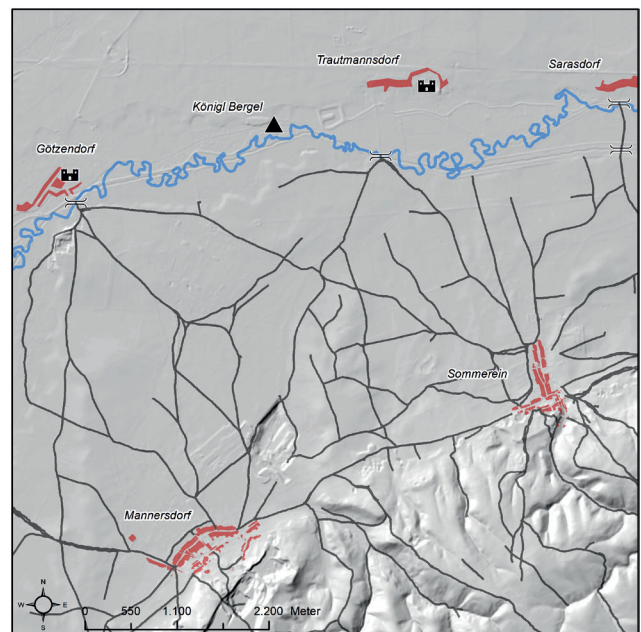 Trautmannsdorf
Sarasdorf
Königl Bergel
Götzendorf
Sommerein
Mannersdorf
N
W E
S
0 550 1.100 2.200 Meter